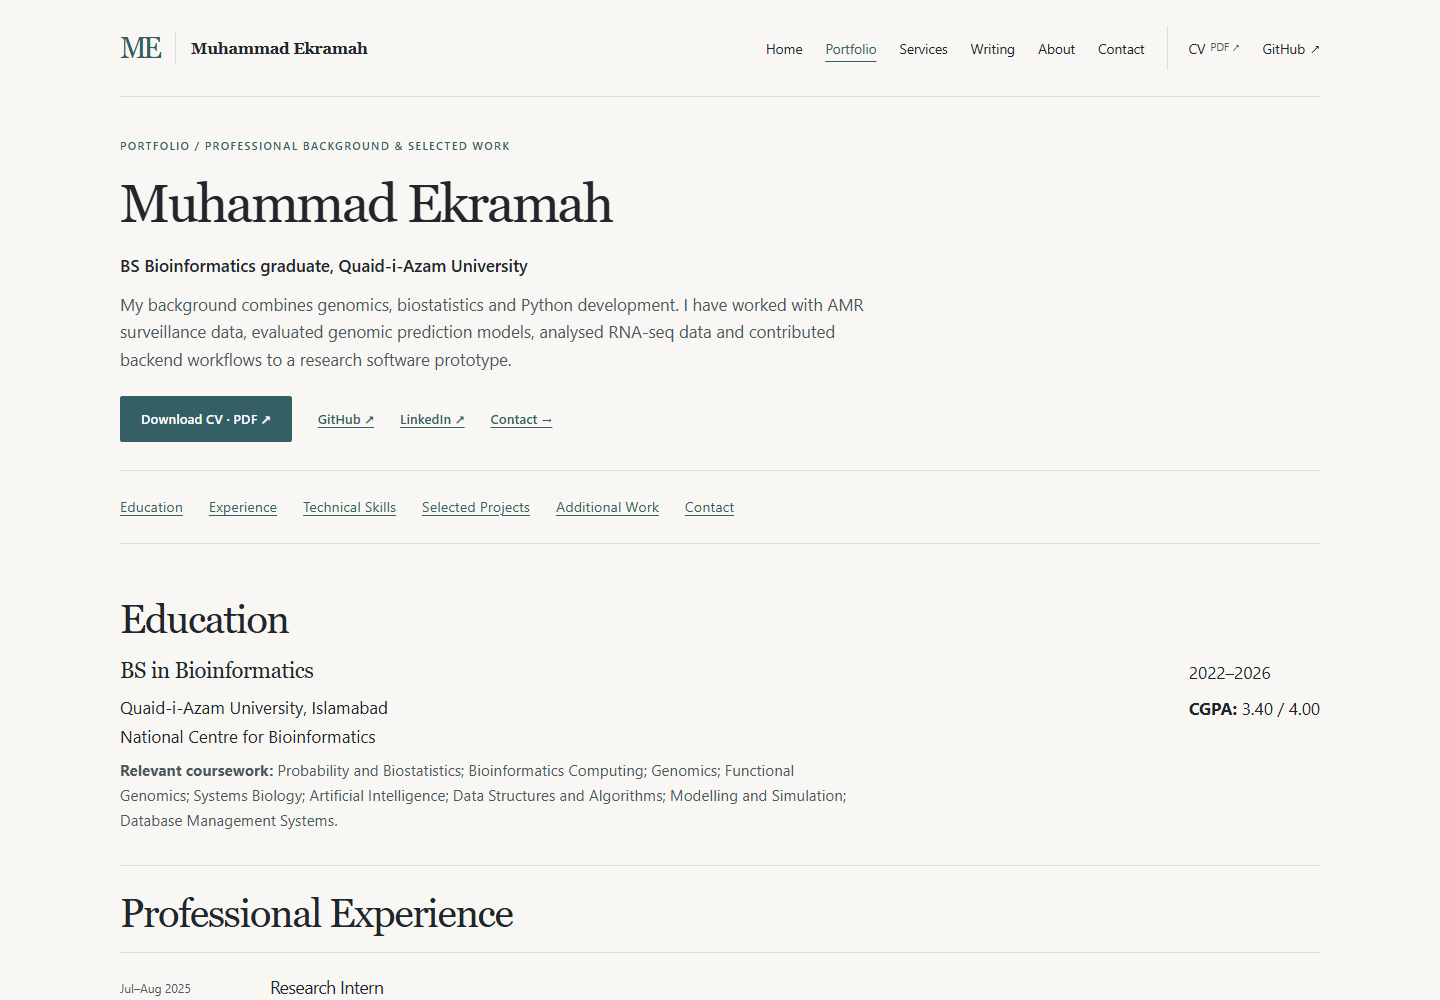 ME
Muhammad Ekramah
Home Portfolio Services Writing About Contact CV PDF ↗ GitHub ↗
PORTFOLIO / PROFESSIONAL BACKGROUND & SELECTED WORK
Muhammad Ekramah
BS Bioinformatics graduate, Quaid-i-Azam University
My background combines genomics, biostatistics and Python development. I have worked with AMR
surveillance data, evaluated genomic prediction models, analysed RNA-seq data and contributed
backend workflows to a research software prototype.
Download CV · PDF ↗ GitHub ↗ LinkedIn ↗ Contact →
Education Experience Technical Skills Selected Projects Additional Work Contact
Education
BS in Bioinformatics
2022–2026
Quaid-i-Azam University, Islamabad
CGPA: 3.40 / 4.00
National Centre for Bioinformatics
Relevant coursework: Probability and Biostatistics; Bioinformatics Computing; Genomics; Functional
Genomics; Systems Biology; Artificial Intelligence; Data Structures and Algorithms; Modelling and Simulation;
Database Management Systems.
Professional Experience
Jul–Aug 2025 Research Intern